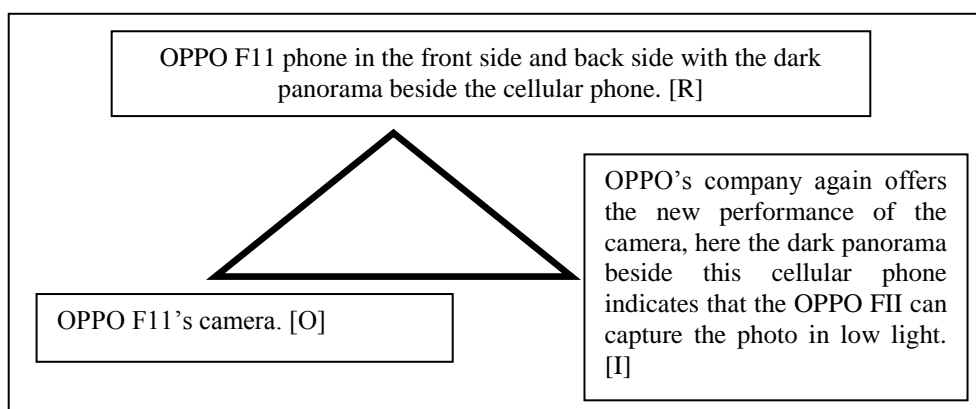 OPPO F11 phone in the front side and back side with the dark
panorama beside the cellular phone. [R]
OPPO’s company again offers
the new performance of the
camera, here the dark panorama
beside this cellular phone
indicates that the OPPO FII can
capture the photo in low light.
[I]
OPPO F11’s camera. [O]